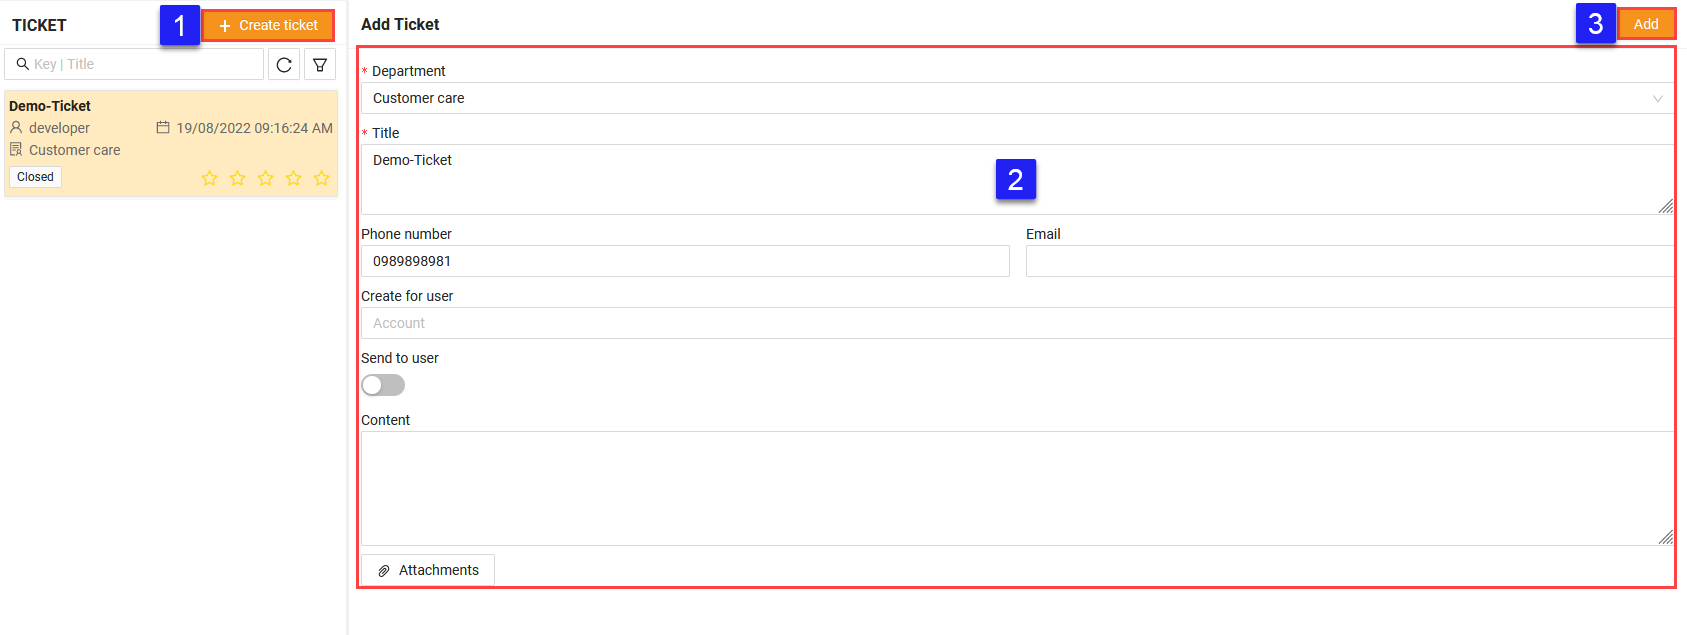 TICKET
1
+ Create ticket
Key | Title
Demo-Ticket
developer
19/08/2022 09:16:24 AM
Customer care
Closed
Add Ticket
3
Add
* Department
Customer care
* Title
Demo-Ticket
2
Phone number
0989898981
Email
Create for user
Account
Send to user
Content
Attachments